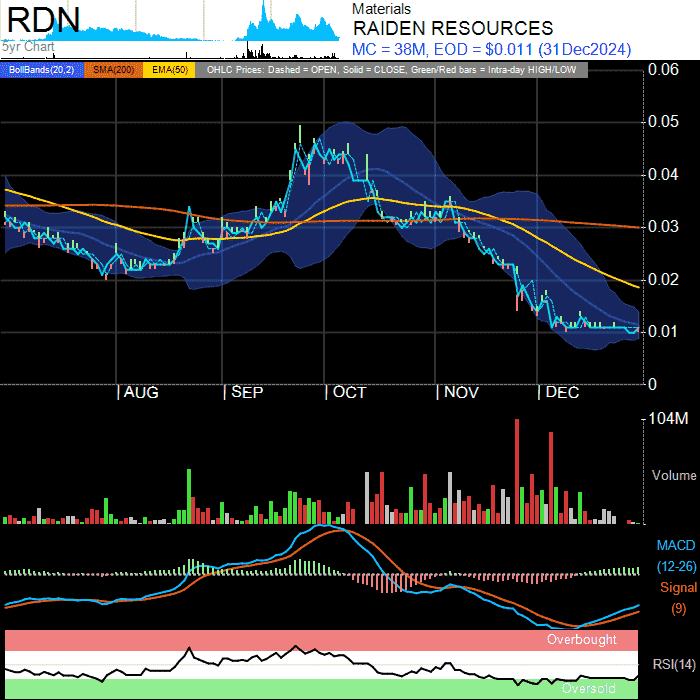 RDN
Materials
RAIDEN RESOURCES
MC = 38M, EOD = $0.011 (31Dec2024)
5yr Chart
BollBands(20,2) SMA(200) EMA(50) OHLC Prices: Dashed = OPEN, Solid = CLOSE, Green/Red bars = Intra-day HIGH/LOW
0.06
0.05
0.04
0.03
0.02
0.01
0
AUG SEP OCT NOV DEC
104M
Volume
MACD
(12-26)
Signal
(9)
Overbought
RSI(14)
Oversold